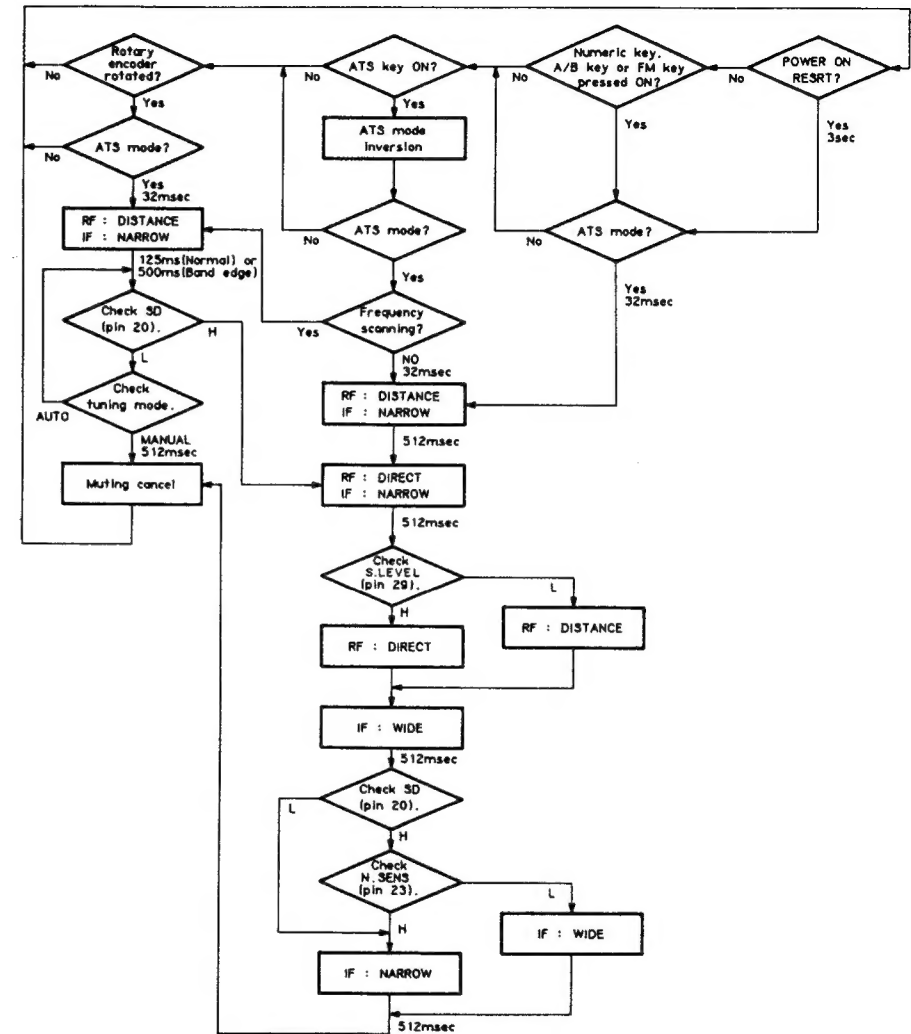 Rotary
encoder
rotated?
No
Yes
ATS key ON?
No
Yes
Numeric key.
A/B key or FM key
pressed ON?
No
Yes
POWER ON
RESRT?
No
Yes
3sec
ATS mode?
No
Yes
32msec
ATS mode
inversion
RF : DISTANCE
IF : NARROW
ATS mode?
No
Yes
ATS mode?
No
Yes
32msec
125ms(Normal) or
500ms(Band edge)
Check SD
(pin 20).
H
L
Frequency
scanning?
Yes
NO
32msec
Check
tuning mode.
AUTO
MANUAL
512msec
RF : DISTANCE
IF : NARROW
512msec
Muting cancel
RF : DIRECT
IF : NARROW
512msec
Check
S.LEVEL
(pin 29).
L
H
RF : DISTANCE
RF : DIRECT
IF : WIDE
512msec
Check SD
(pin 20).
L
H
Check
N.SENS
(pin 23).
L
H
IF : WIDE
IF : NARROW
512msec